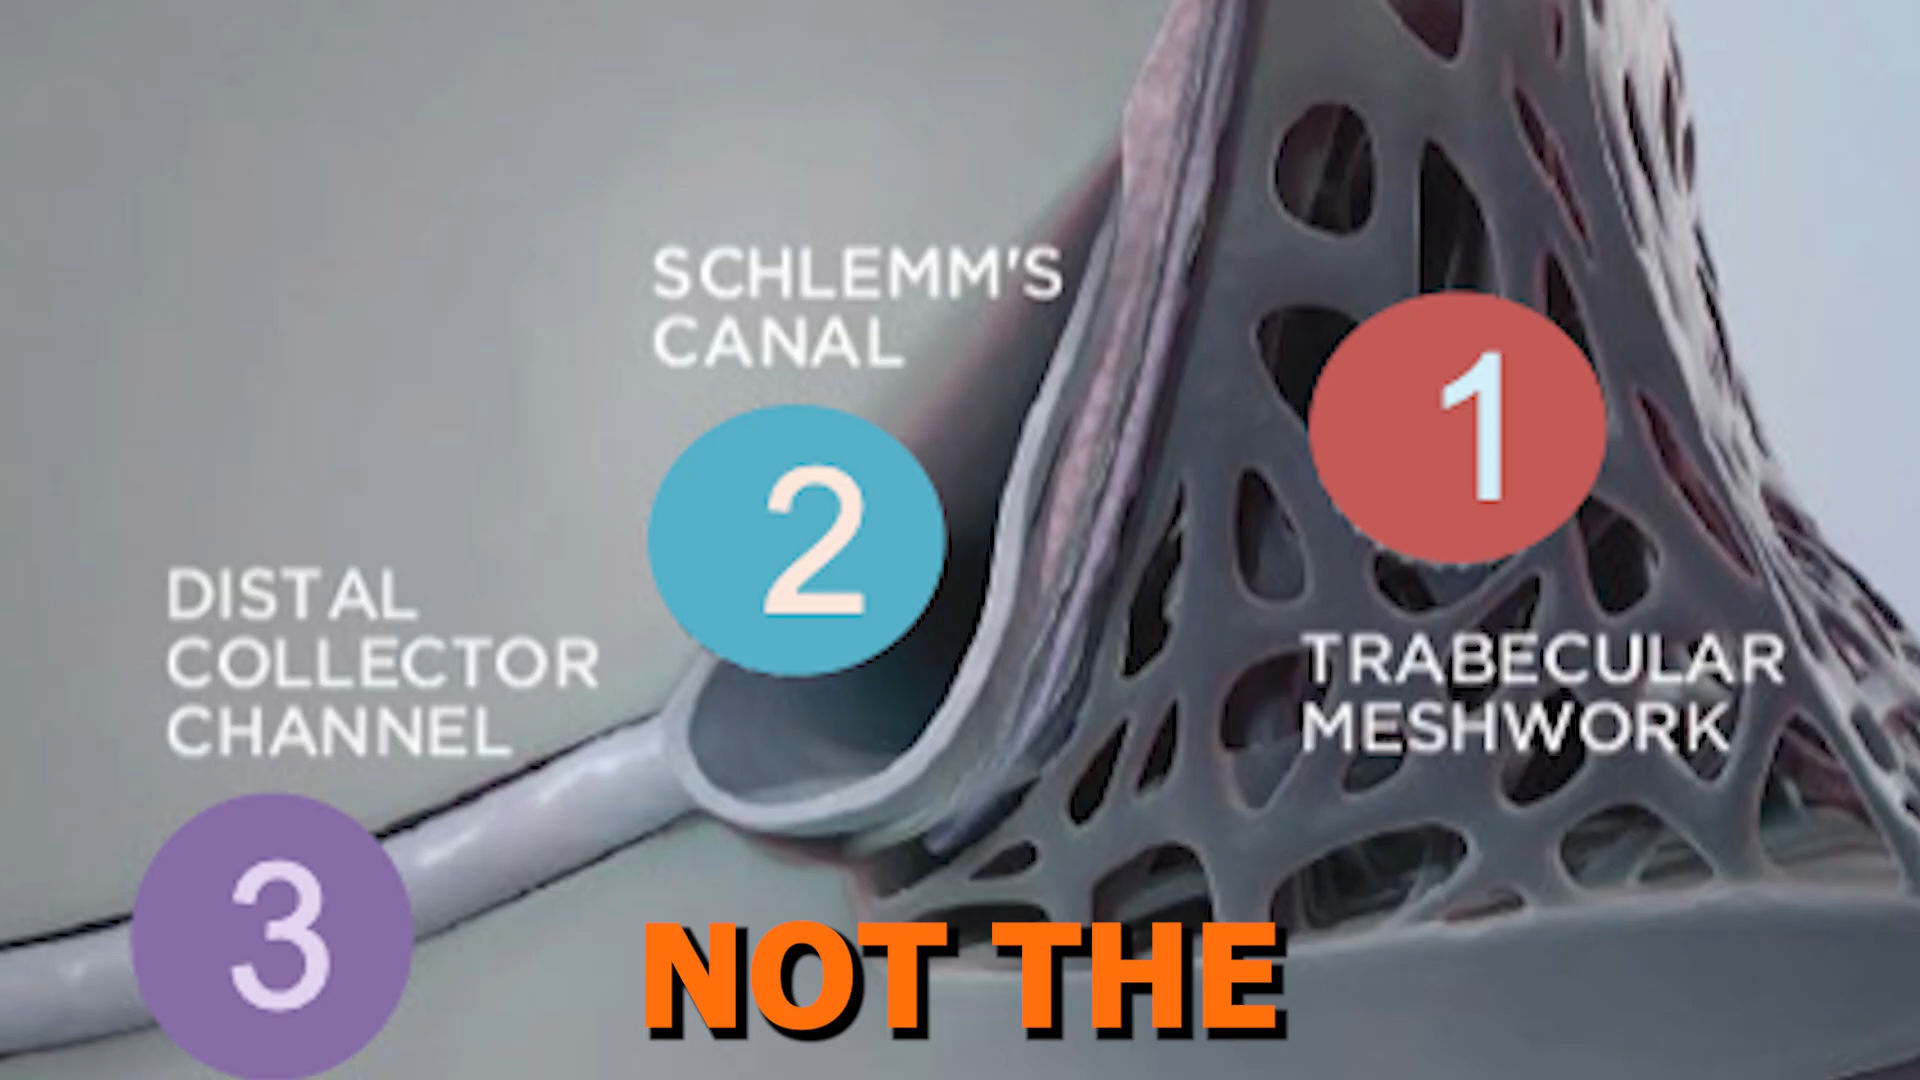 SCHLEMM'S
CANAL
2
1
DISTAL
COLLECTOR
CHANNEL
TRABECULAR
MESHWORK
3
NOT THE